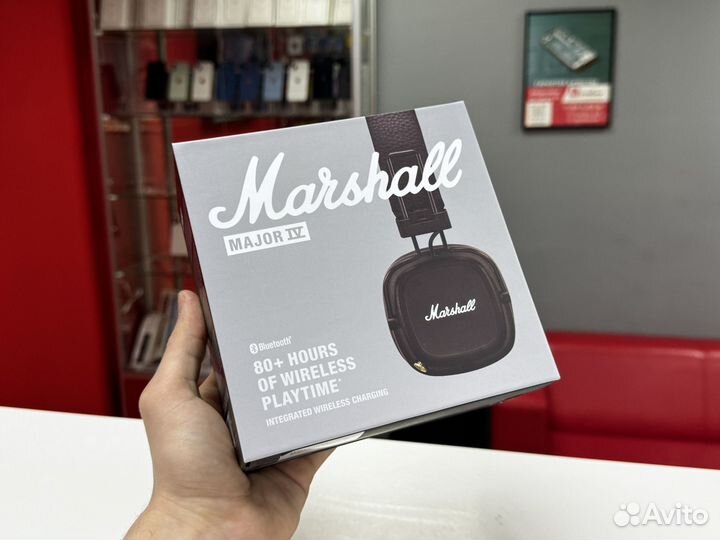 Marshall
MAJOR IV
Marshall
Bluetooth®
80+ HOURS
OF WIRELESS
PLAYTIME*
INTEGRATED WIRELESS CHARGING
Avito